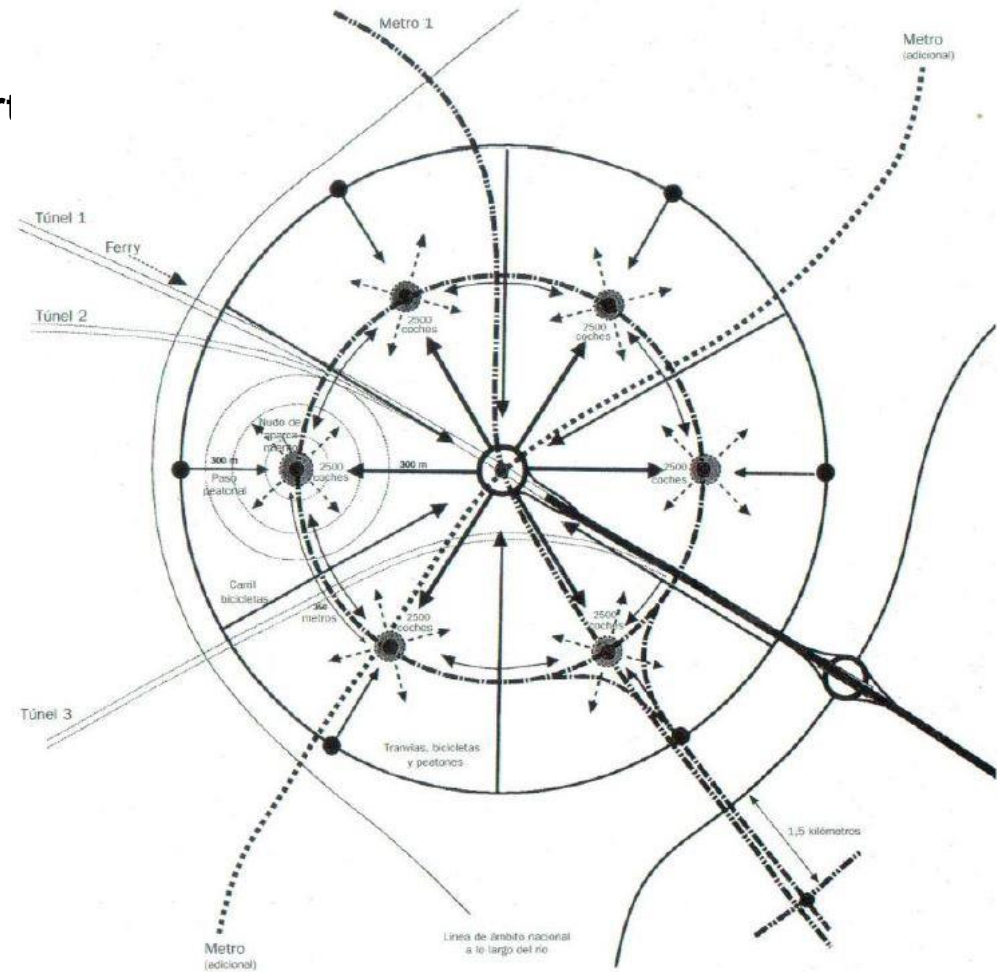 Metro 1
Metro
(adicional)
Túnel 1
Ferry
Túnel 2
2500
coches
2500
coches
Nudo de
aparca
miento
300 m
Paso
peatonal
2500
coches
300 m
2500
coches
Carril
bicicletas
metros
2500
coches
2500
coches
Túnel 3
Tranvías, bicicletas
y peatones
1,5 kilómetros
Metro
(adicional)
Línea de ámbito nacional
a lo largo del río